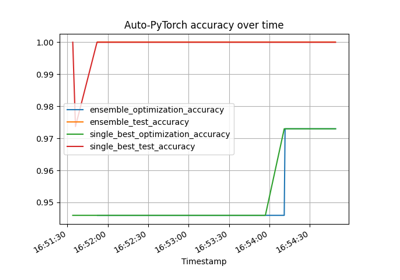 Auto-PyTorch accuracy over time
1.00
0.99
0.98
0.97
0.96
0.95
ensemble_optimization_accuracy
ensemble_test_accuracy
single_best_optimization_accuracy
single_best_test_accuracy
16:51:30
16:52:00
16:52:30
16:53:00
16:53:30
16:54:00
16:54:30
Timestamp